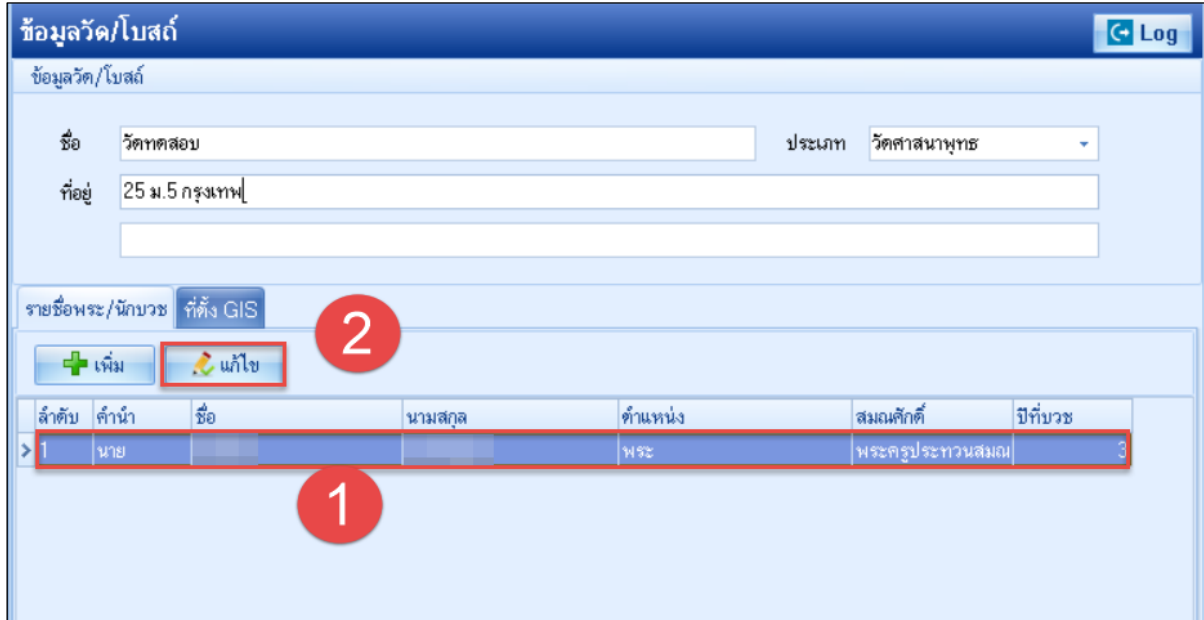 ข้อมูลวัด/โบสถ์ Log
ข้อมูลวัด/โบสถ์
ชื่อ วัดทดสอบ ประเภท วัดศาสนาพุทธ
ที่อยู่ 25 ม.5 กรุงเทพ
รายชื่อพระ/นักบวช ที่ตั้ง GIS
2
เพิ่ม แก้ไข
ลำดับ คำนำ ชื่อ นามสกุล ตำแหน่ง สมณศักดิ์ ปีที่บวช
1 นาย พระ พระครูประทวนสมณ 3
1